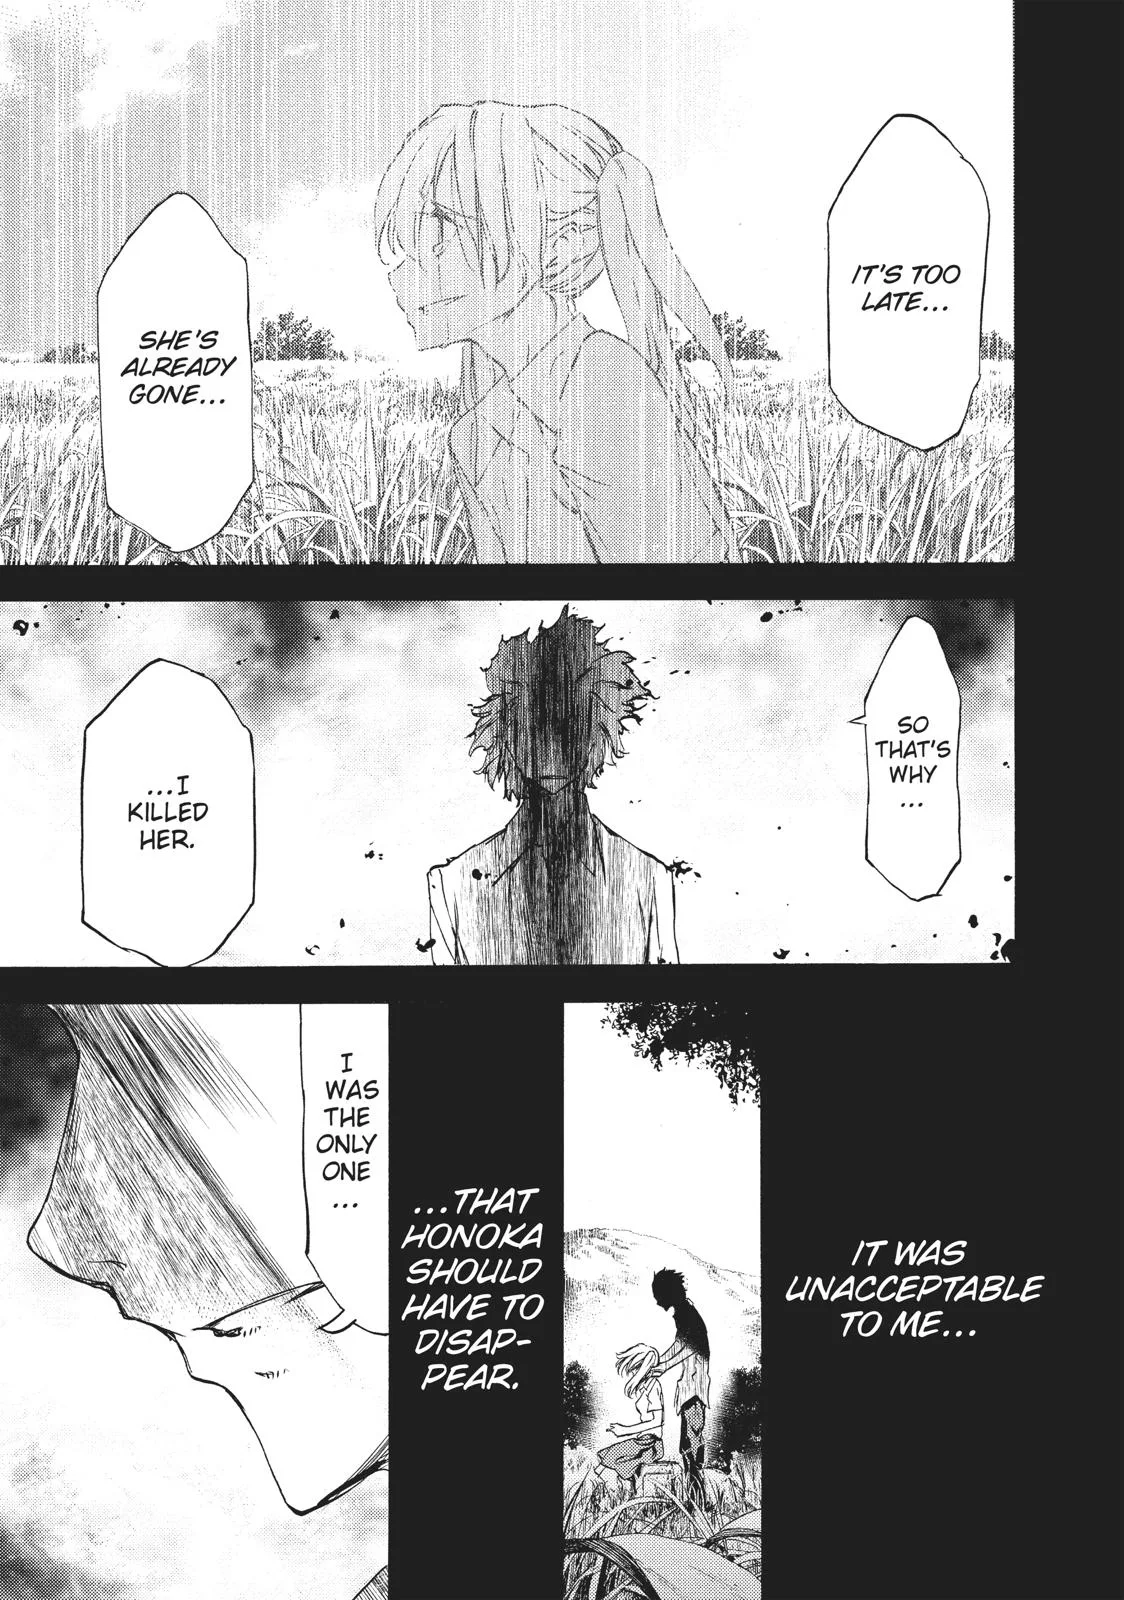 IT'S TOO
LATE...
SHE'S
ALREADY
GONE...
SO
THAT'S
WHY
...
...I
KILLED
HER.
IT WAS
UNACCEPTABLE
TO ME...
...THAT
HONOKA
SHOULD
HAVE TO
DISAP-
PEAR.
I
WAS
THE
ONLY
ONE
...